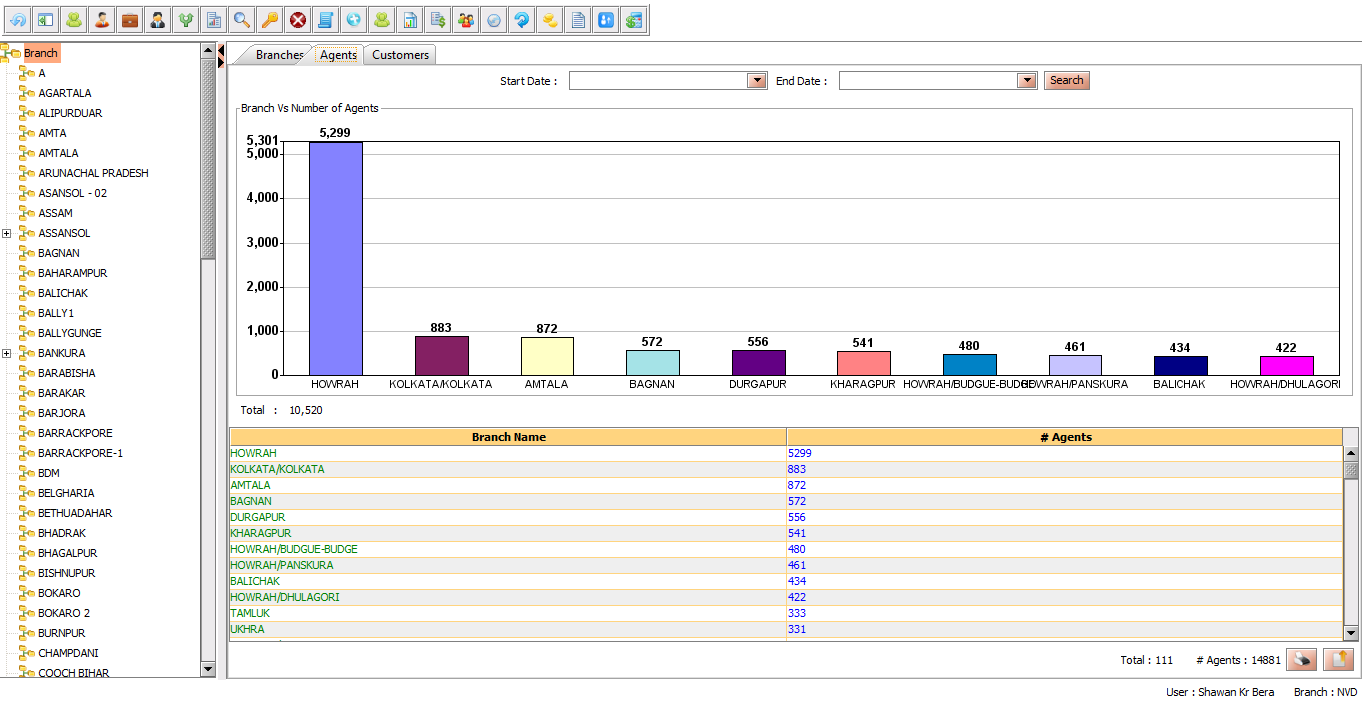 Branch
A
AGARTALA
ALIPURDUAR
AMTA
AMTALA
ARUNACHAL PRADESH
ASANSOL - 02
ASSAM
ASSANSOL
BAGNAN
BAHARAMPUR
BALICHAK
BALLY1
BALLYGUNGE
BANKURA
BARABISHA
BARAKAR
BARJORA
BARRACKPORE
BARRACKPORE-1
BDM
BELGHARIA
BETHUADAHAR
BHADRAK
BHAGALPUR
BISHNUPUR
BOKARO
BOKARO 2
BURNPUR
CHAMPDANI
COOCH BIHAR
Branches Agents Customers
Start Date : End Date : Search
Branch Vs Number of Agents
5,301
5,000
4,000
3,000
2,000
1,000
0
5,299 883 872 572 556 541 480 461 434 422
HOWRAH KOLKATA/KOLKATA AMTALA BAGNAN DURGAPUR KHARAGPUR HOWRAH/BUDGUE-BUDGE HOWRAH/PANSKURA BALICHAK HOWRAH/DHULAGORI
Total : 10,520
Branch Name # Agents
HOWRAH 5299
KOLKATA/KOLKATA 883
AMTALA 872
BAGNAN 572
DURGAPUR 556
KHARAGPUR 541
HOWRAH/BUDGUE-BUDGE 480
HOWRAH/PANSKURA 461
BALICHAK 434
HOWRAH/DHULAGORI 422
TAMLUK 333
UKHRA 331
Total : 111 # Agents : 14881
User : Shawan Kr Bera Branch : NVD